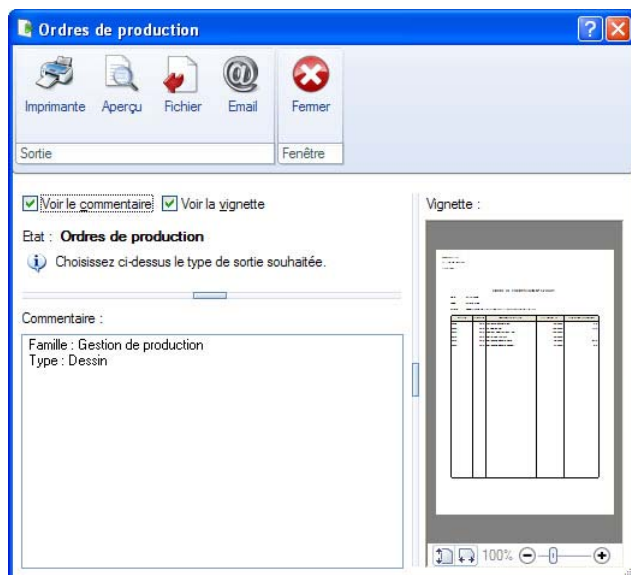 Ordres de production
Imprimante Aperçu Fichier Email Fermer
Sortie Fenêtre
Voir le commentaire Voir la vignette
Vignette :
Etat : Ordres de production
Choisissez ci-dessus le type de sortie souhaitée.
Commentaire :
Famille : Gestion de production
Type : Dessin
100%